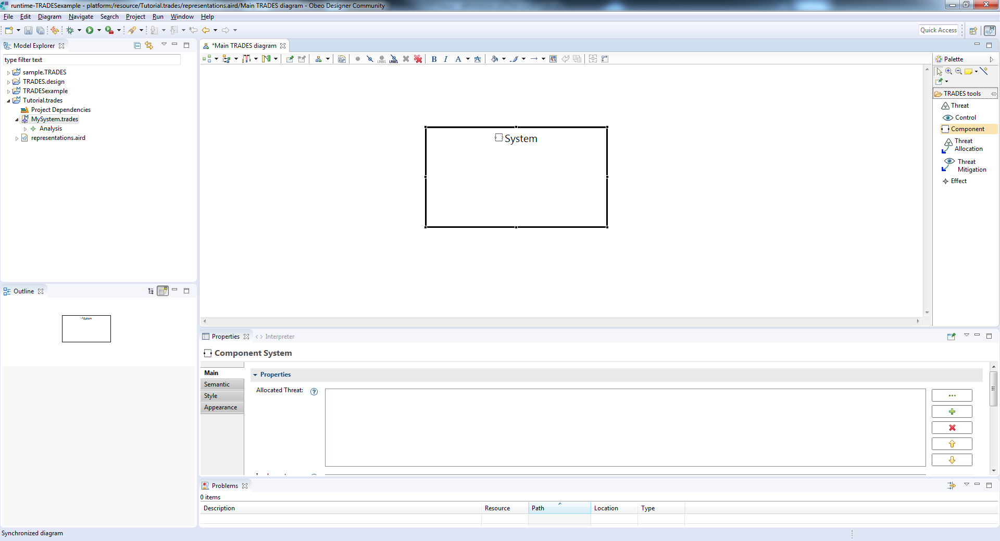 runtime-TRADESexample - platform:/resource/Tutorial.trades/representations.aird/Main TRADES diagram - Obeo Designer Community
File Edit Diagram Navigate Search Project Run Window Help
Quick Access
Model Explorer
type filter text
sample.TRADES
TRADES.design
TRADESexample
Tutorial.trades
Project Dependencies
MySystem.trades
Analysis
representations.aird
Outline
System
*Main TRADES diagram
LABEL LABEL
B I A A
System
Palette
TRADES tools
Threat
Control
Component
Threat
Allocation
Threat
Mitigation
Effect
Properties
Interpreter
Component System
Main
Semantic
Style
Appearance
Properties
Allocated Threat:
Problems
0 items
Description Resource Path Location Type
Synchronized diagram